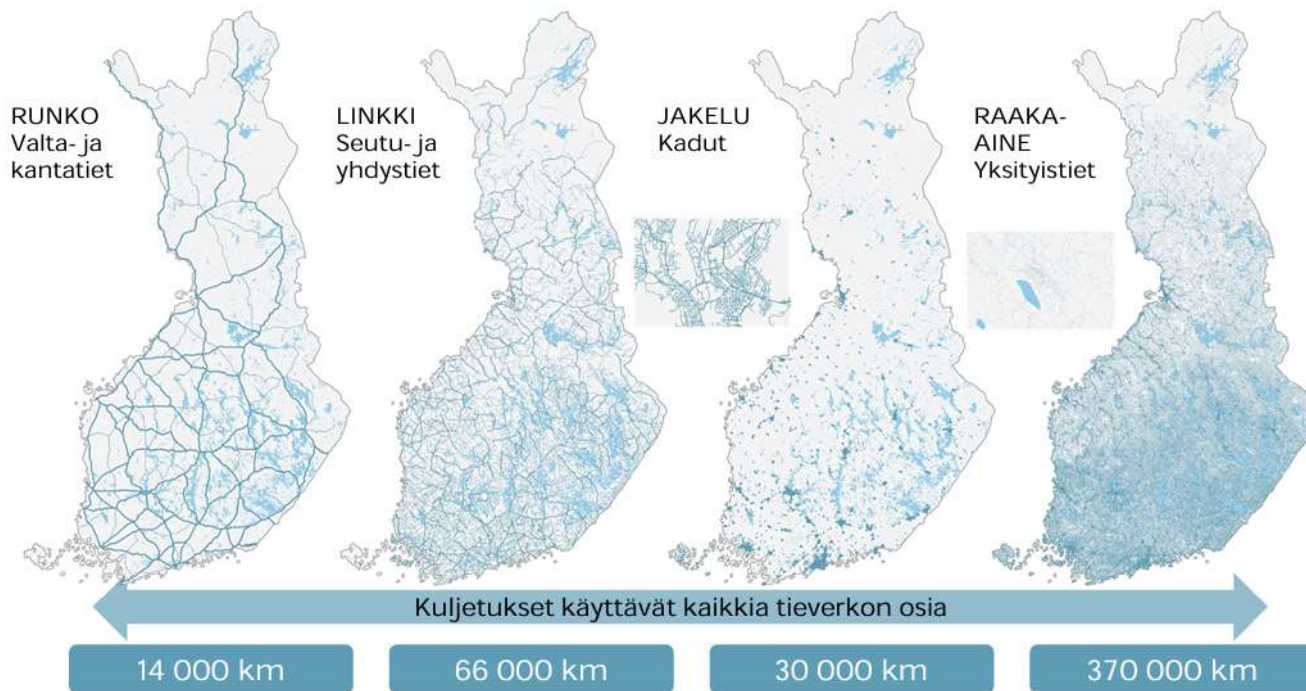 RUNKO
Valta- ja
kantatiet
LINKKI
Seutu- ja
yhdystiet
JAKELU
Kadut
RAAKA-
AINE
Yksityistiet
Kuljetukset käyttävät kaikkia tieverkon osia
14 000 km
66 000 km
30 000 km
370 000 km